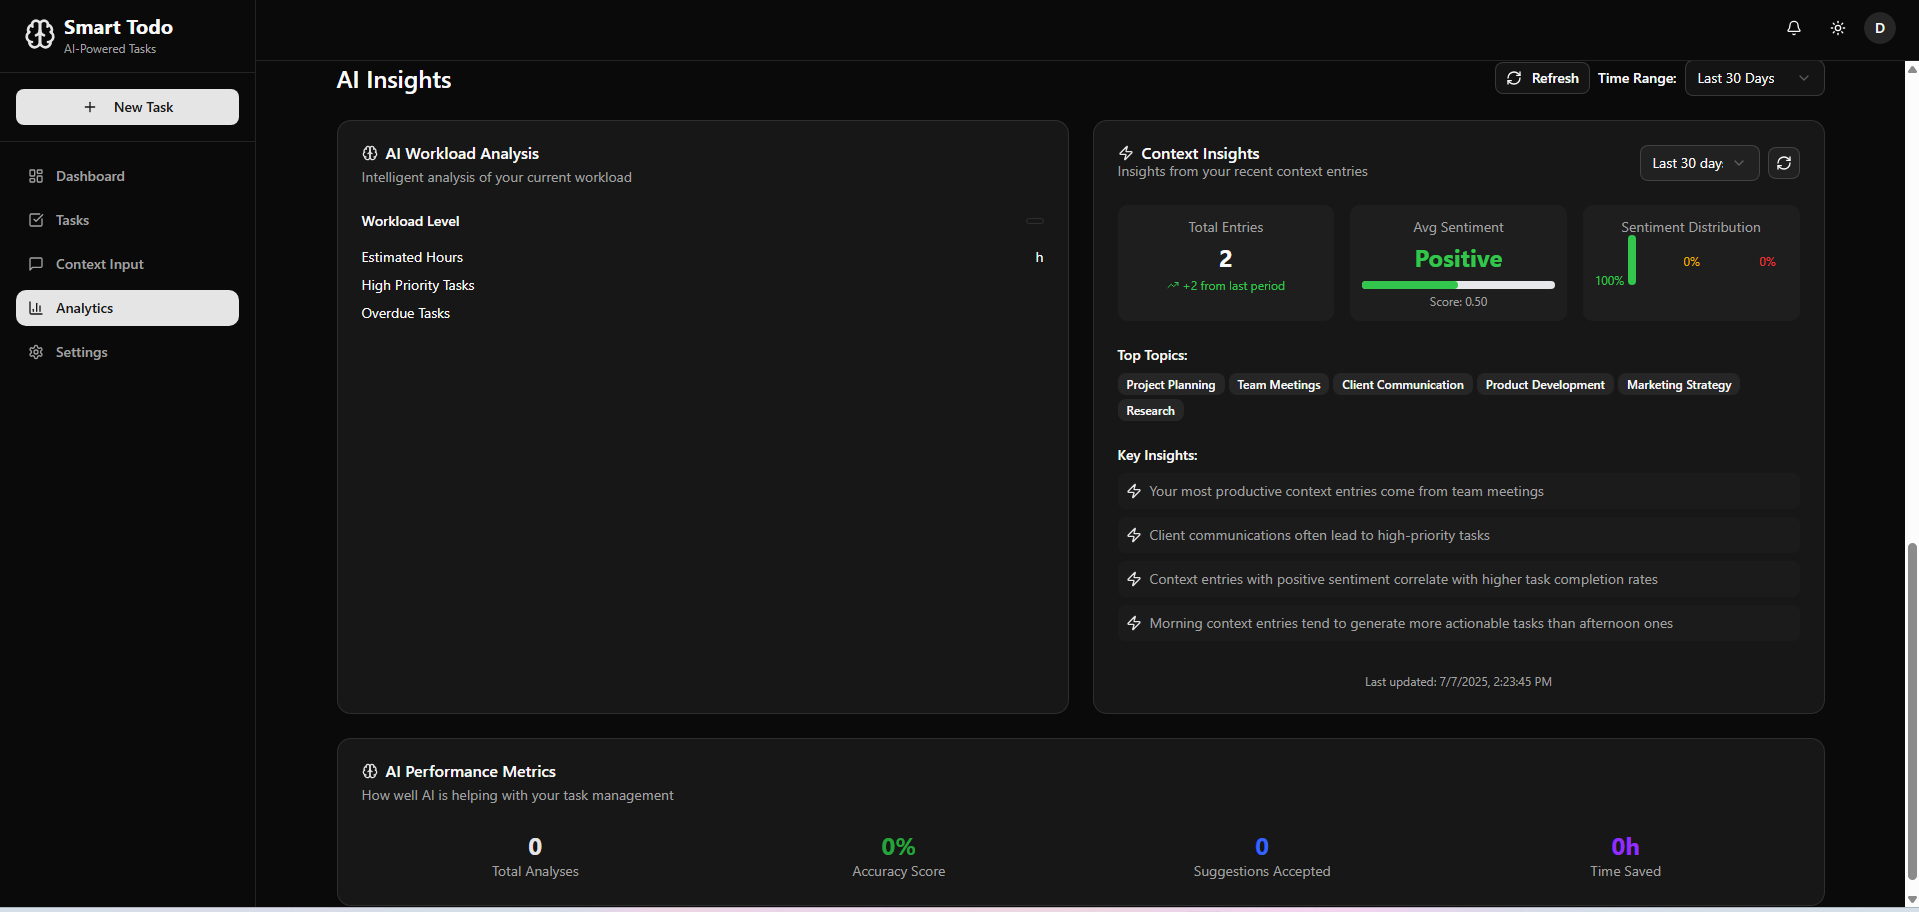 Smart Todo
AI-Powered Tasks
New Task
Dashboard
Tasks
Context Input
Analytics
Settings
D
AI Insights
Refresh
Time Range:
Last 30 Days
AI Workload Analysis
Intelligent analysis of your current workload
Workload Level
Estimated Hours
h
High Priority Tasks
Overdue Tasks
Context Insights
Insights from your recent context entries
Last 30 day
Total Entries
2
+2 from last period
Avg Sentiment
Positive
Score: 0.50
Sentiment Distribution
100%
0%
0%
Top Topics:
Project Planning
Team Meetings
Client Communication
Product Development
Marketing Strategy
Research
Key Insights:
Your most productive context entries come from team meetings
Client communications often lead to high-priority tasks
Context entries with positive sentiment correlate with higher task completion rates
Morning context entries tend to generate more actionable tasks than afternoon ones
Last updated: 7/7/2025, 2:23:45 PM
AI Performance Metrics
How well AI is helping with your task management
0
Total Analyses
0%
Accuracy Score
0
Suggestions Accepted
0h
Time Saved